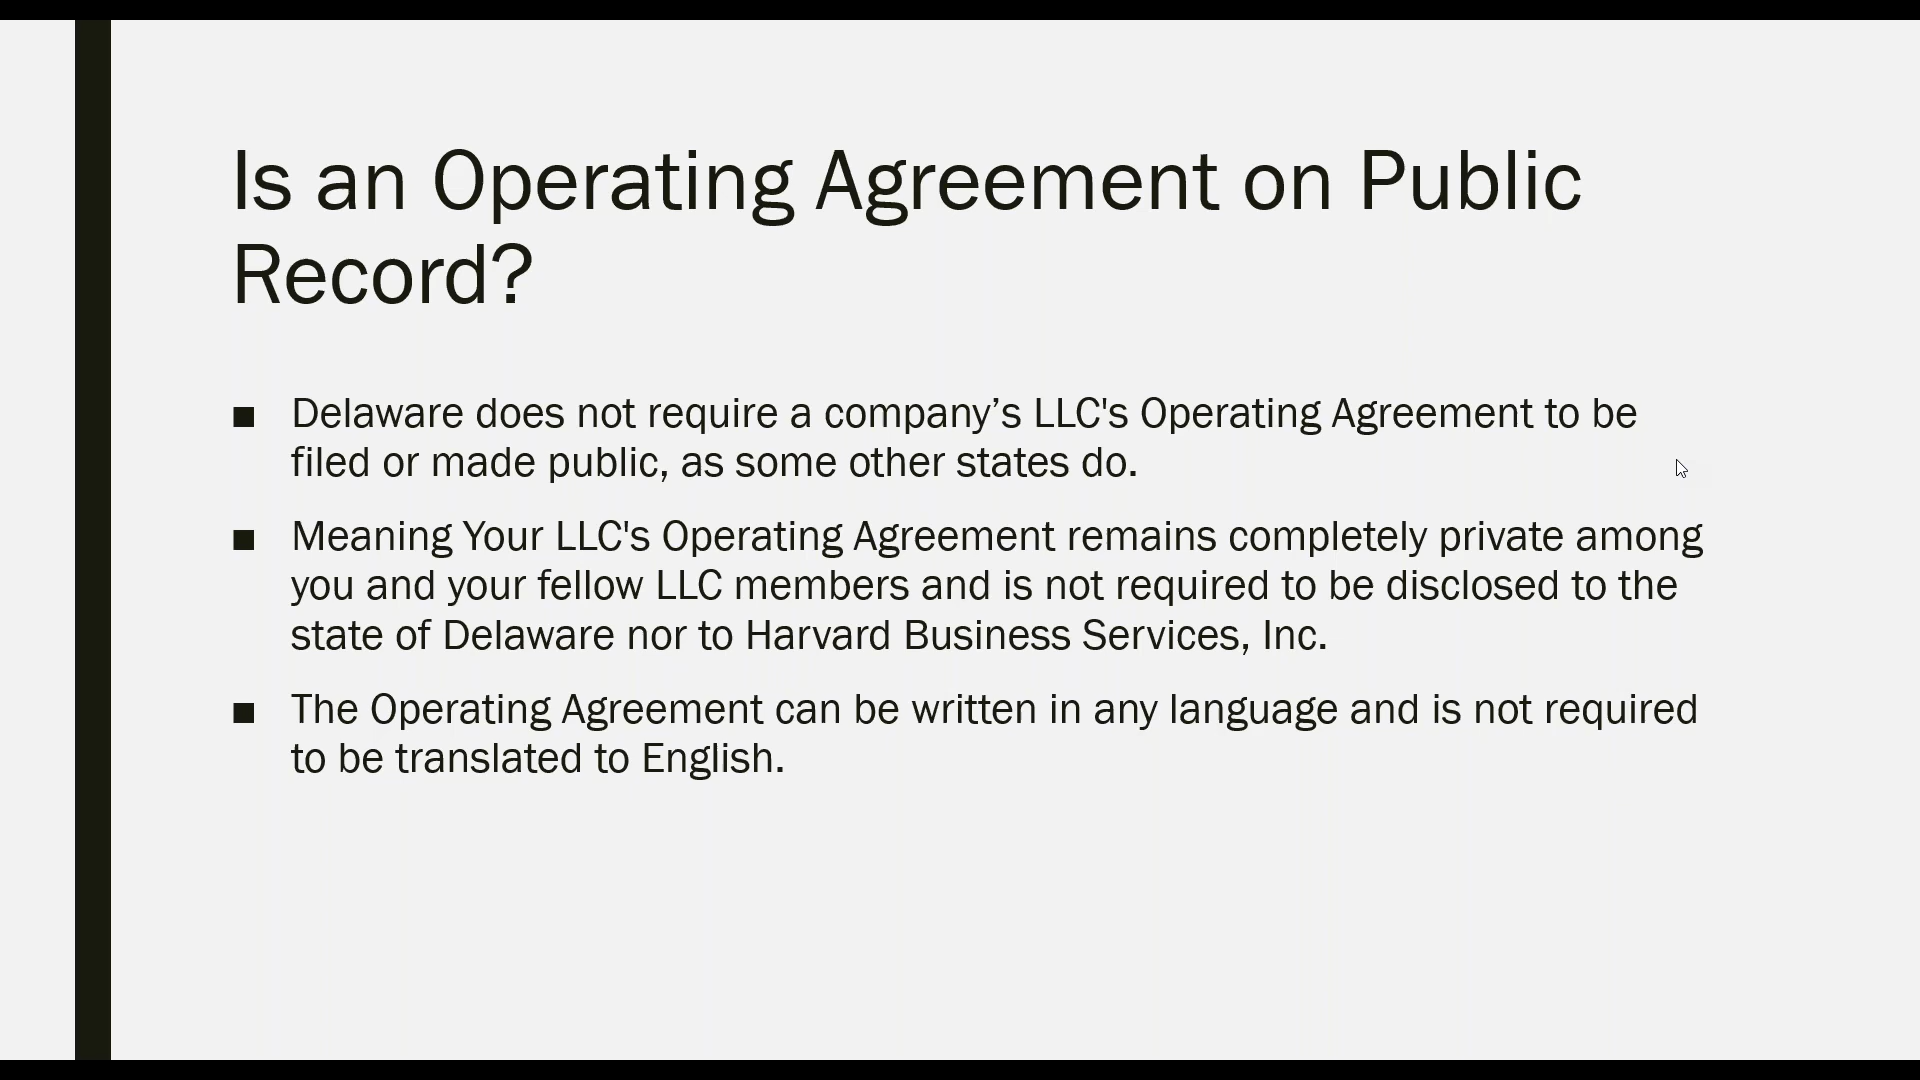 Is an Operating Agreement on Public
Record?
■ Delaware does not require a company’s LLC's Operating Agreement to be
filed or made public, as some other states do.
■ Meaning Your LLC's Operating Agreement remains completely private among
you and your fellow LLC members and is not required to be disclosed to the
state of Delaware nor to Harvard Business Services, Inc.
■ The Operating Agreement can be written in any language and is not required
to be translated to English.